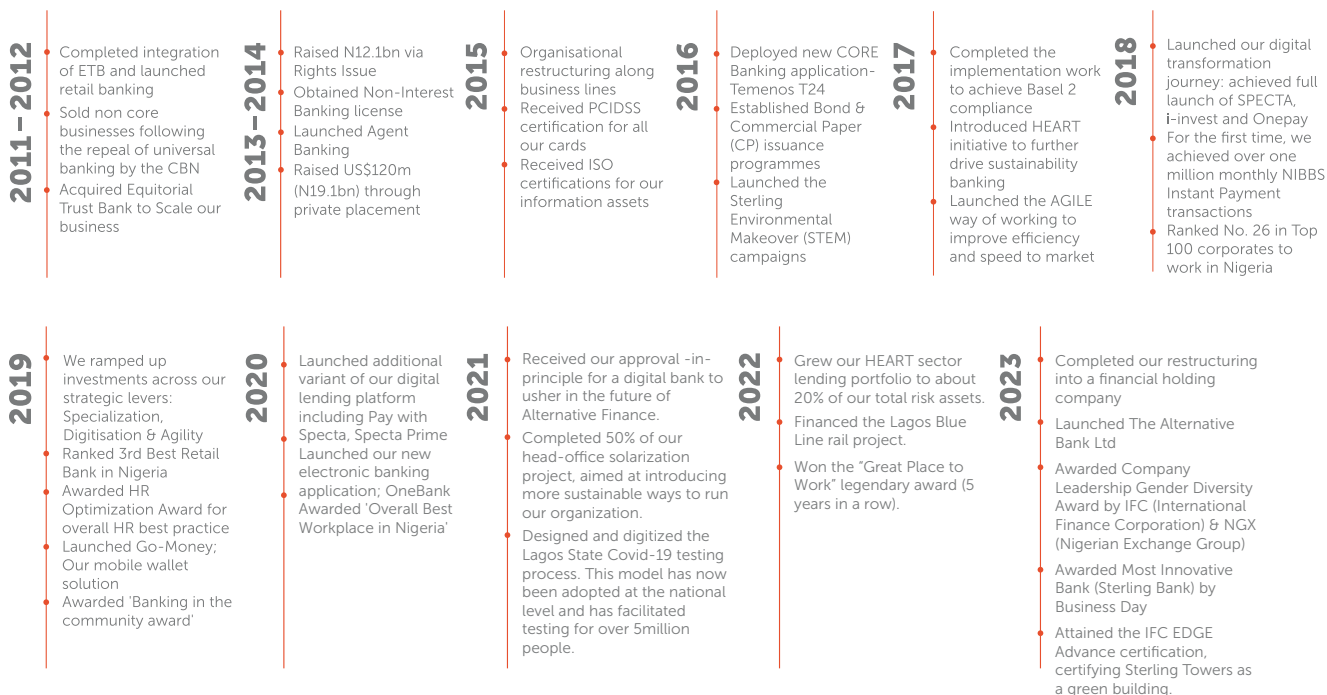 2011–2012
Completed integration
of ETB and launched
retail banking
Sold non core
businesses following
the repeal of universal
banking by the CBN
Acquired Equitorial
Trust Bank to Scale our
business
2013–2014
Raised N12.1bn via
Rights Issue
Obtained Non-Interest
Banking license
Launched Agent
Banking
Raised US$120m
(N19.1bn) through
private placement
2015
Organisational
restructuring along
business lines
Received PCIDSS
certification for all
our cards
Received ISO
certifications for our
information assets
2016
Deployed new CORE
Banking application-
Temenos T24
Established Bond &
Commercial Paper
(CP) issuance
programmes
Launched the
Sterling
Environmental
Makeover (STEM)
campaigns
2017
Completed the
implementation work
to achieve Basel 2
compliance
Introduced HEART
initiative to further
drive sustainability
banking
Launched the AGILE
way of working to
improve efficiency
and speed to market
2018
Launched our digital
transformation
journey: achieved full
launch of SPECTA,
i-invest and Onepay
For the first time, we
achieved over one
million monthly NIBBS
Instant Payment
transactions
Ranked No. 26 in Top
100 corporates to
work in Nigeria
2019
We ramped up
investments across our
strategic levers:
Specialization,
Digitisation & Agility
Ranked 3rd Best Retail
Bank in Nigeria
Awarded HR
Optimization Award for
overall HR best practice
Launched Go-Money;
Our mobile wallet
solution
Awarded 'Banking in the
community award'
2020
Launched additional
variant of our digital
lending platform
including Pay with
Specta, Specta Prime
Launched our new
electronic banking
application; OneBank
Awarded 'Overall Best
Workplace in Nigeria'
2021
Received our approval -in-
principle for a digital bank to
usher in the future of
Alternative Finance.
Completed 50% of our
head-office solarization
project, aimed at introducing
more sustainable ways to run
our organization.
Designed and digitized the
Lagos State Covid-19 testing
process. This model has now
been adopted at the national
level and has facilitated
testing for over 5million
people.
2022
Grew our HEART sector
lending portfolio to about
20% of our total risk assets.
Financed the Lagos Blue
Line rail project.
Won the “Great Place to
Work” legendary award (5
years in a row).
2023
Completed our restructuring
into a financial holding
company
Launched The Alternative
Bank Ltd
Awarded Company
Leadership Gender Diversity
Award by IFC (International
Finance Corporation) & NGX
(Nigerian Exchange Group)
Awarded Most Innovative
Bank (Sterling Bank) by
Business Day
Attained the IFC EDGE
Advance certification,
certifying Sterling Towers as
a green building.